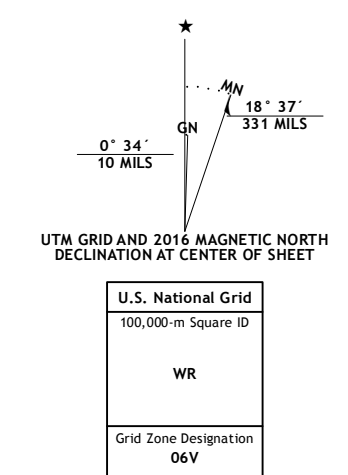 ★
MN
18° 37´
331 MILS
GN
0° 34´
10 MILS
UTM GRID AND 2016 MAGNETIC NORTH
DECLINATION AT CENTER OF SHEET
U.S. National Grid
100,000-m Square ID
WR
Grid Zone Designation
06V